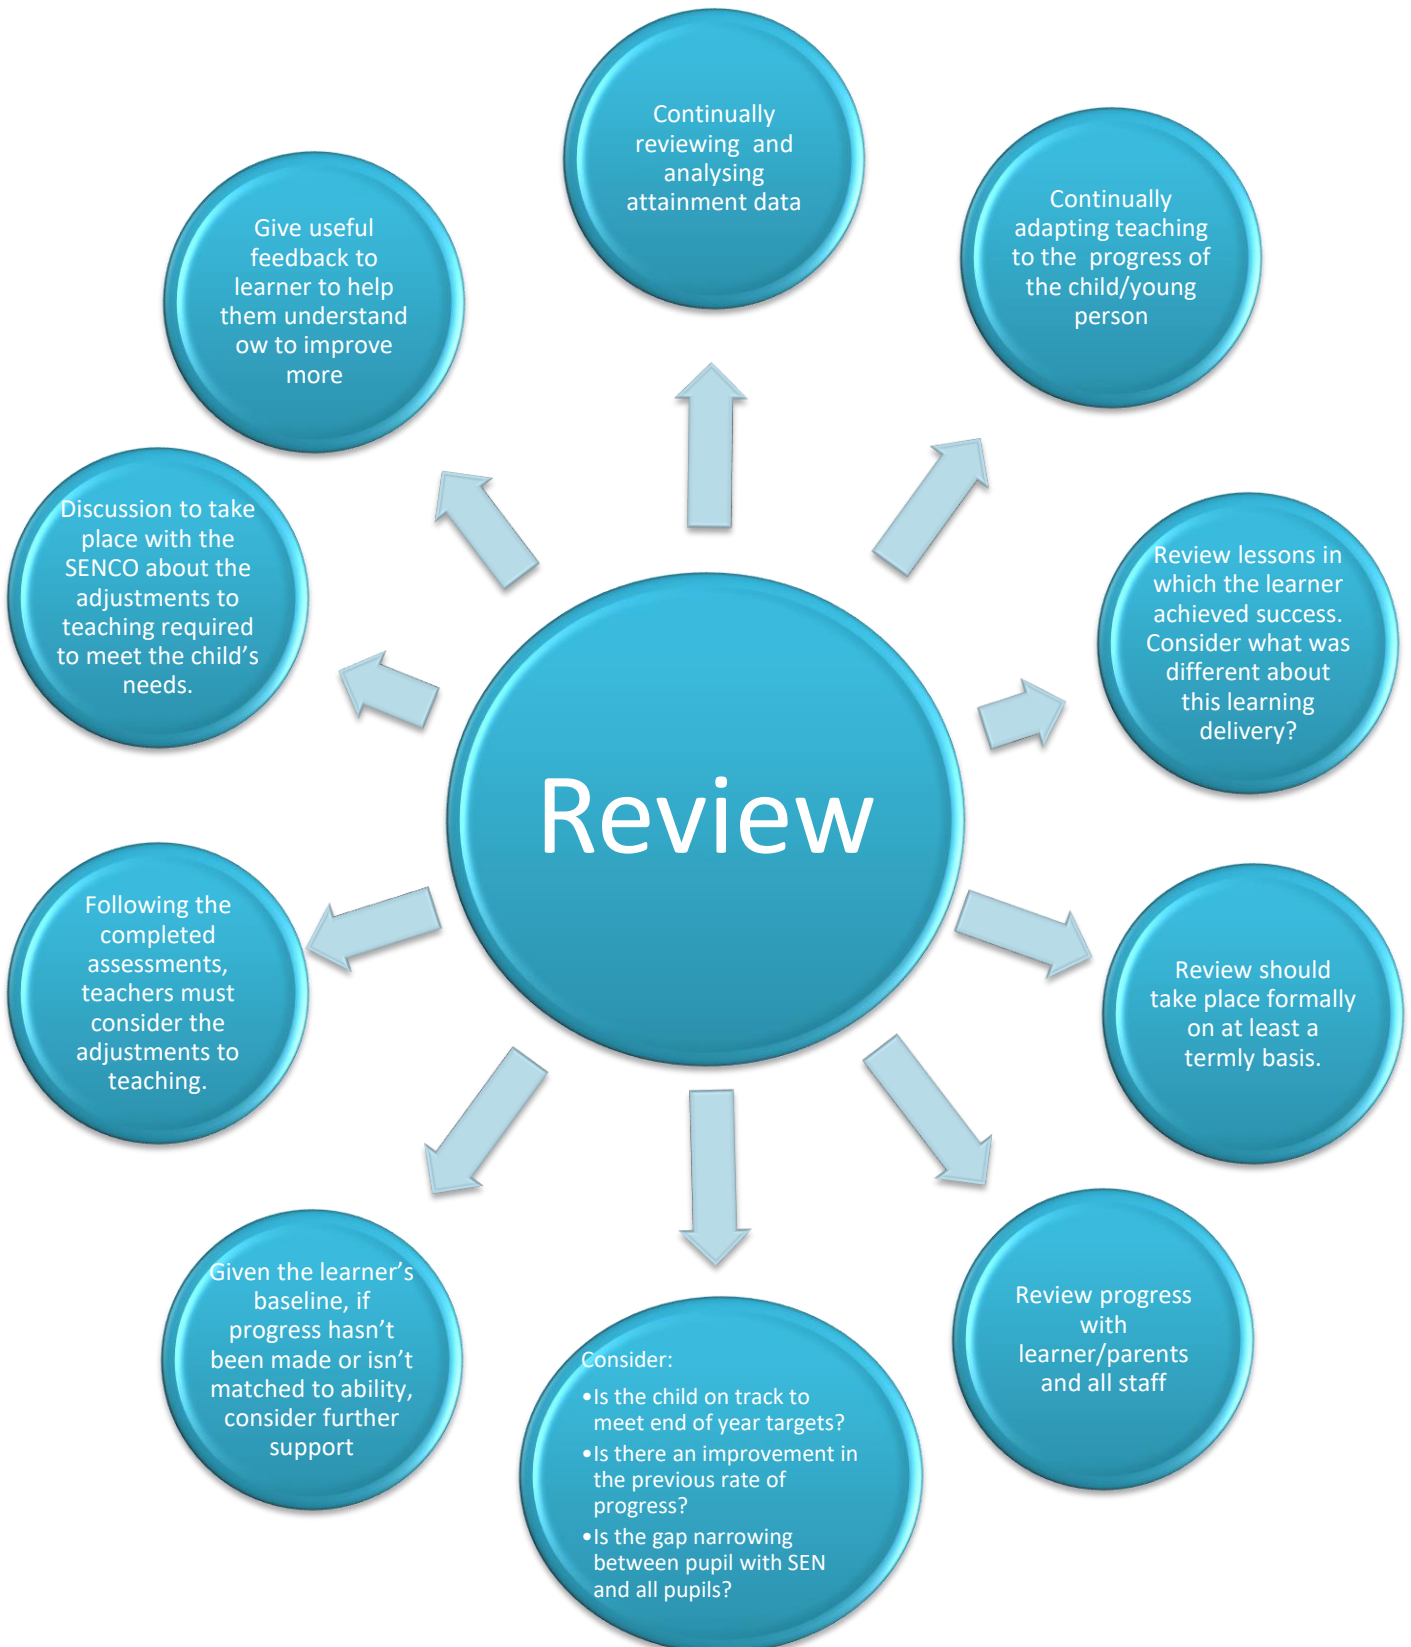 Continually
reviewing and
analysing
attainment data
Continually
adapting teaching
to the progress of
the child/young
person
Review lessons in
which the learner
achieved success.
Consider what was
different about
this learning
delivery?
Review should
take place formally
on at least a
termly basis.
Review progress
with
learner/parents
and all staff
Consider:
•Is the child on track to
meet end of year targets?
•Is there an improvement in
the previous rate of
progress?
•Is the gap narrowing
between pupil with SEN
and all pupils?
Given the learner’s
baseline, if
progress hasn’t
been made or isn’t
matched to ability,
consider further
support
Following the
completed
assessments,
teachers must
consider the
adjustments to
teaching.
Discussion to take
place with the
SENCO about the
adjustments to
teaching required
to meet the child’s
needs.
Give useful
feedback to
learner to help
them understand
ow to improve
more
Review